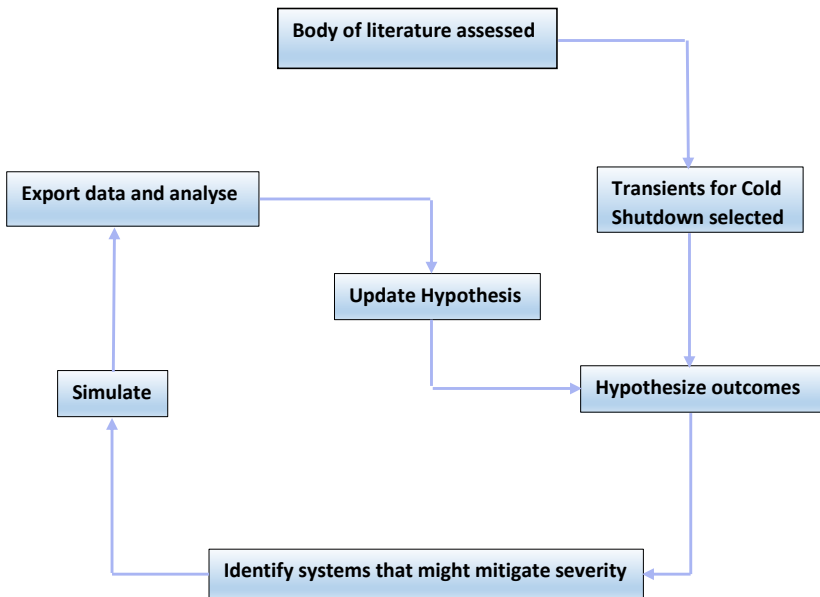 Body of literature assessed
Export data and analyse
Transients for Cold
Shutdown selected
Update Hypothesis
Simulate
Hypothesize outcomes
Identify systems that might mitigate severity